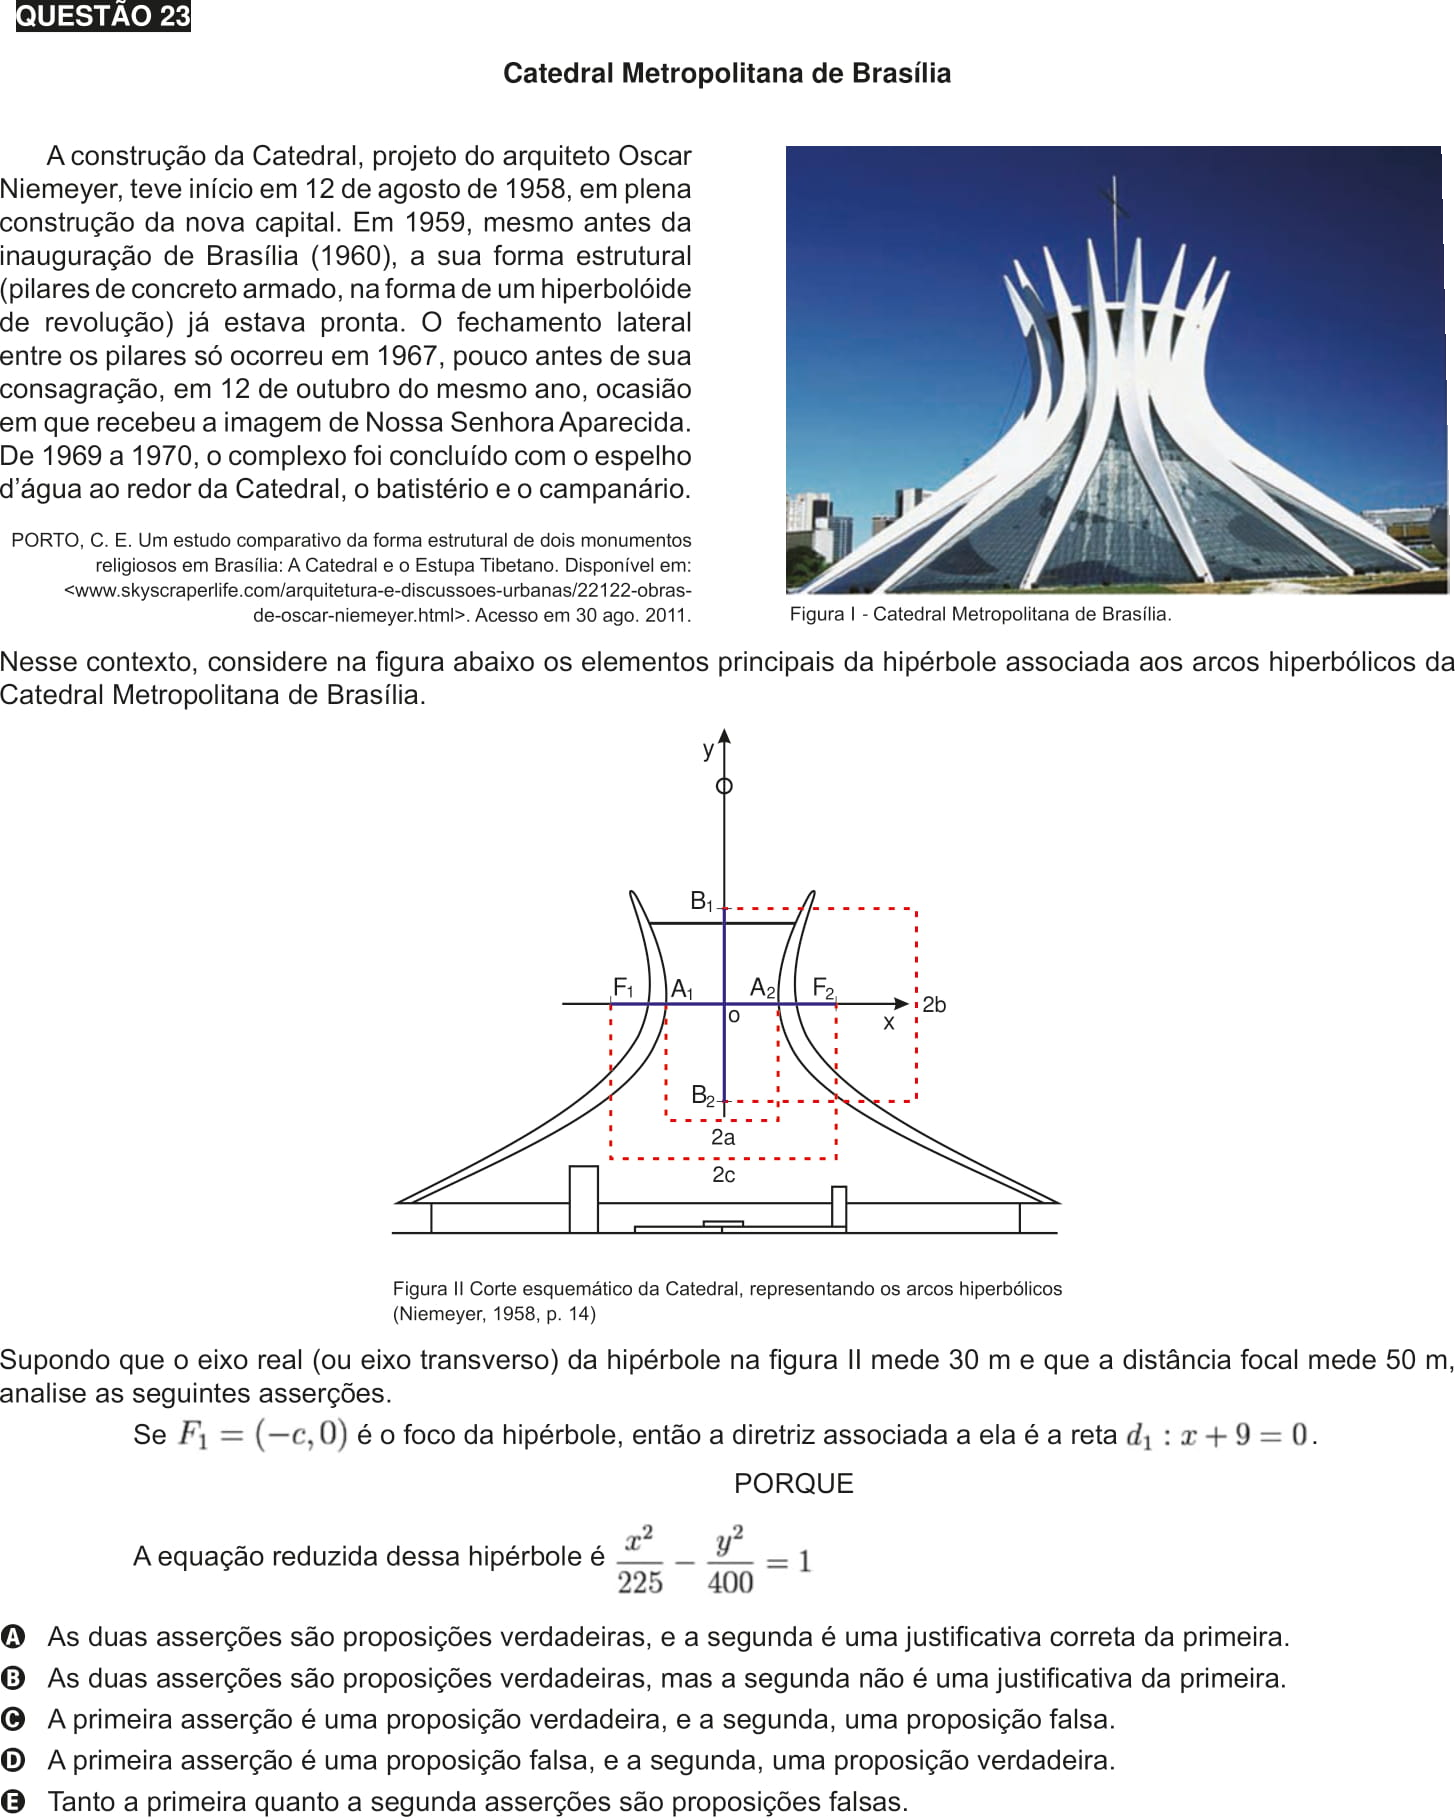 QUESTÃO 23
Catedral Metropolitana de Brasília
A construção da Catedral, projeto do arquiteto Oscar
Niemeyer, teve início em 12 de agosto de 1958, em plena
construção da nova capital. Em 1959, mesmo antes da
inauguração de Brasília (1960), a sua forma estrutural
(pilares de concreto armado, na forma de um hiperbolóide
de revolução) já estava pronta. O fechamento lateral
entre os pilares só ocorreu em 1967, pouco antes de sua
consagração, em 12 de outubro do mesmo ano, ocasião
em que recebeu a imagem de Nossa Senhora Aparecida.
De 1969 a 1970, o complexo foi concluído com o espelho
d’água ao redor da Catedral, o batistério e o campanário.
PORTO, C. E. Um estudo comparativo da forma estrutural de dois monumentos
religiosos em Brasília: A Catedral e o Estupa Tibetano. Disponível em:
<www.skyscraperlife.com/arquitetura-e-discussoes-urbanas/22122-obras-
de-oscar-niemeyer.html>. Acesso em 30 ago. 2011.
Figura I - Catedral Metropolitana de Brasília.
Nesse contexto, considere na figura abaixo os elementos principais da hipérbole associada aos arcos hiperbólicos da
Catedral Metropolitana de Brasília.
y
B₁
F₁ A₁ A₂ F₂
o x 2b
B₂
2a
2c
Figura II Corte esquemático da Catedral, representando os arcos hiperbólicos
(Niemeyer, 1958, p. 14)
Supondo que o eixo real (ou eixo transverso) da hipérbole na figura II mede 30 m e que a distância focal mede 50 m,
analise as seguintes asserções.
Se F₁ = (−c, 0) é o foco da hipérbole, então a diretriz associada a ela é a reta d₁ : x + 9 = 0.
PORQUE
A equação reduzida dessa hipérbole é x²/225 − y²/400 = 1
A As duas asserções são proposições verdadeiras, e a segunda é uma justificativa correta da primeira.
B As duas asserções são proposições verdadeiras, mas a segunda não é uma justificativa da primeira.
C A primeira asserção é uma proposição verdadeira, e a segunda, uma proposição falsa.
D A primeira asserção é uma proposição falsa, e a segunda, uma proposição verdadeira.
E Tanto a primeira quanto a segunda asserções são proposições falsas.